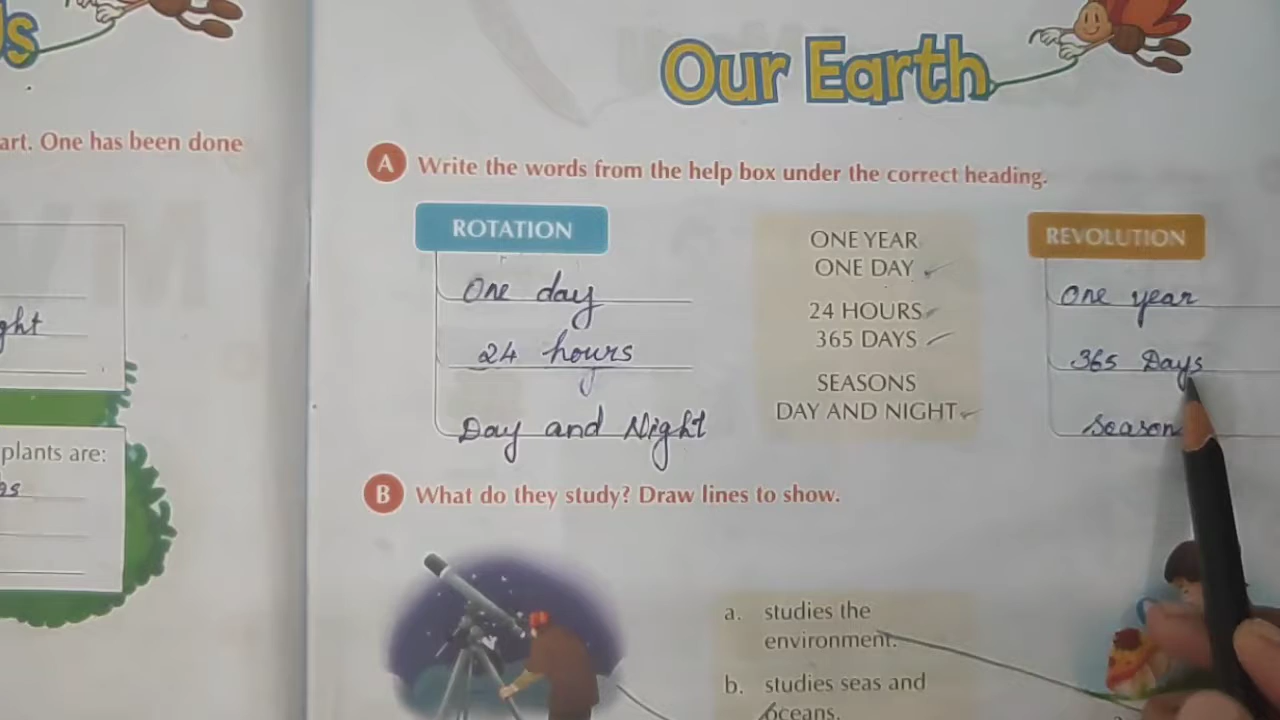 art. One has been done
ght
plants are:
Our Earth
A Write the words from the help box under the correct heading.
ROTATION
One day
24 hours
Day and Night
ONE YEAR
ONE DAY
24 HOURS
365 DAYS
SEASONS
DAY AND NIGHT
REVOLUTION
One year
365 Days
Season
B What do they study? Draw lines to show.
a. studies the
environment.
b. studies seas and
oceans.